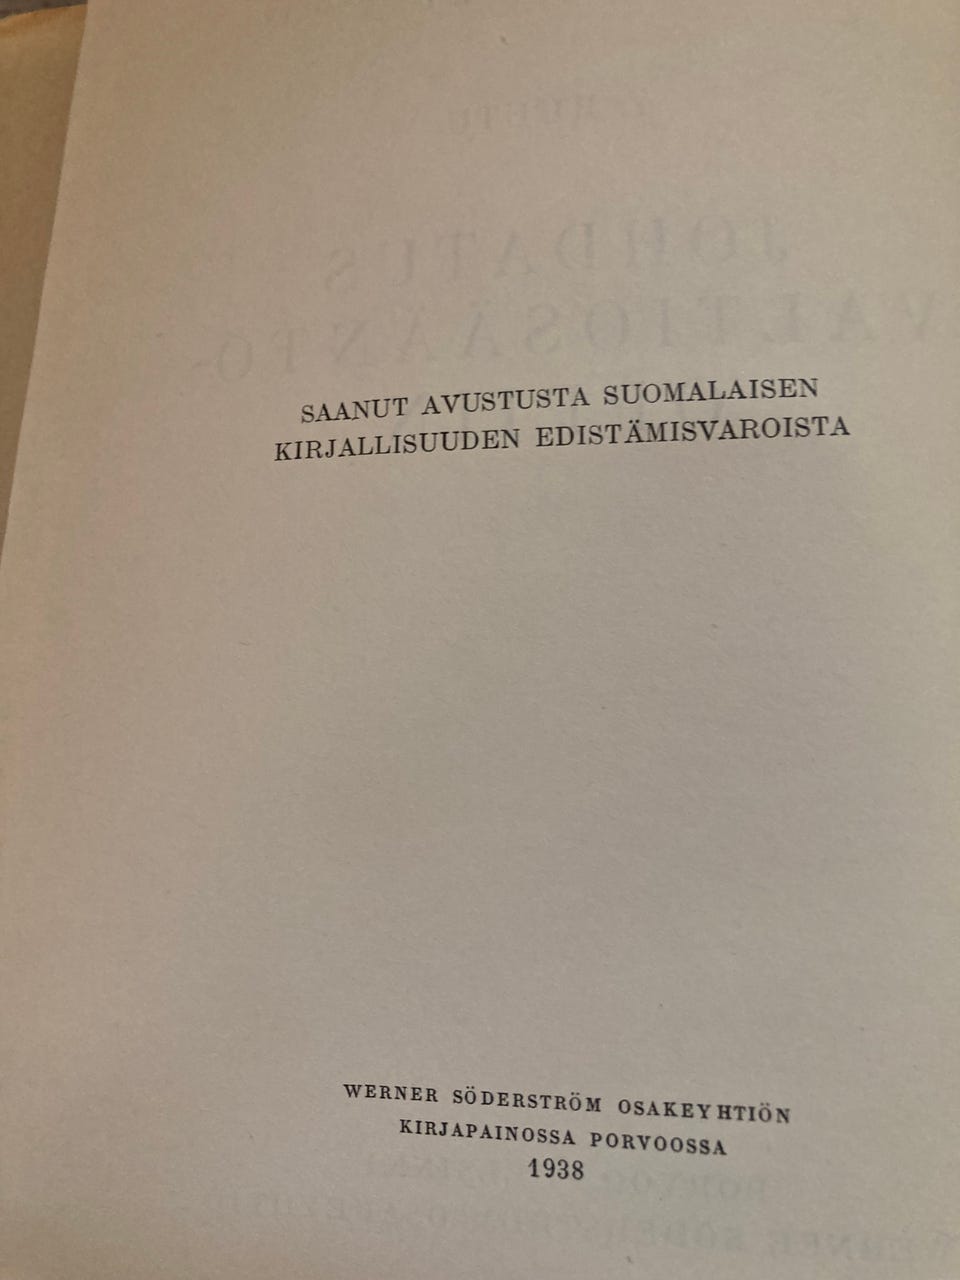 SAANUT AVUSTUSTA SUOMALAISEN
KIRJALLISUUDEN EDISTÄMISVAROISTA
WERNER SÖDERSTRÖM OSAKEYHTIÖN
KIRJAPAINOSSA PORVOOSSA
1938